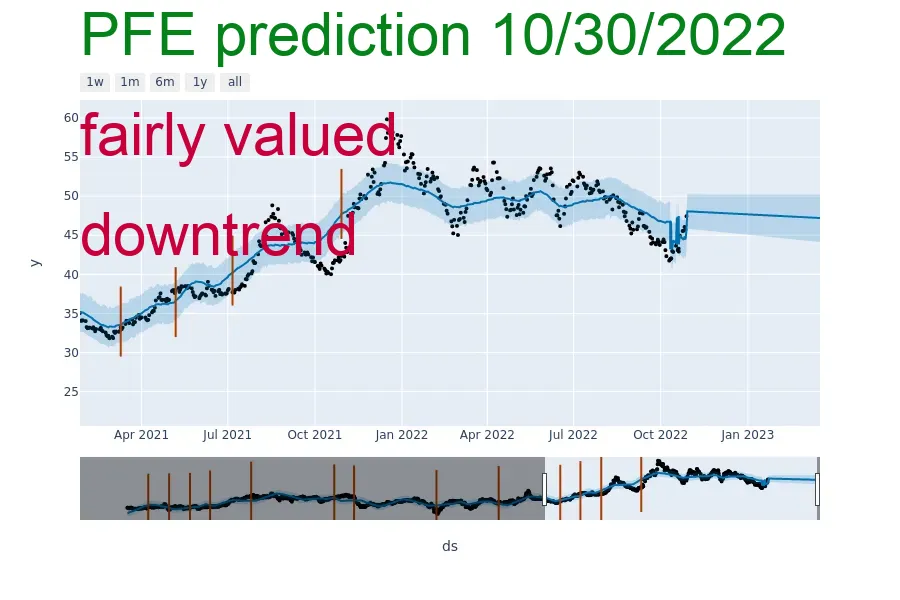 PFE prediction 10/30/2022
1w 1m 6m 1y all
fairly valued
downtrend
60
55
50
45
40
35
30
25
y
Apr 2021 Jul 2021 Oct 2021 Jan 2022 Apr 2022 Jul 2022 Oct 2022 Jan 2023
ds